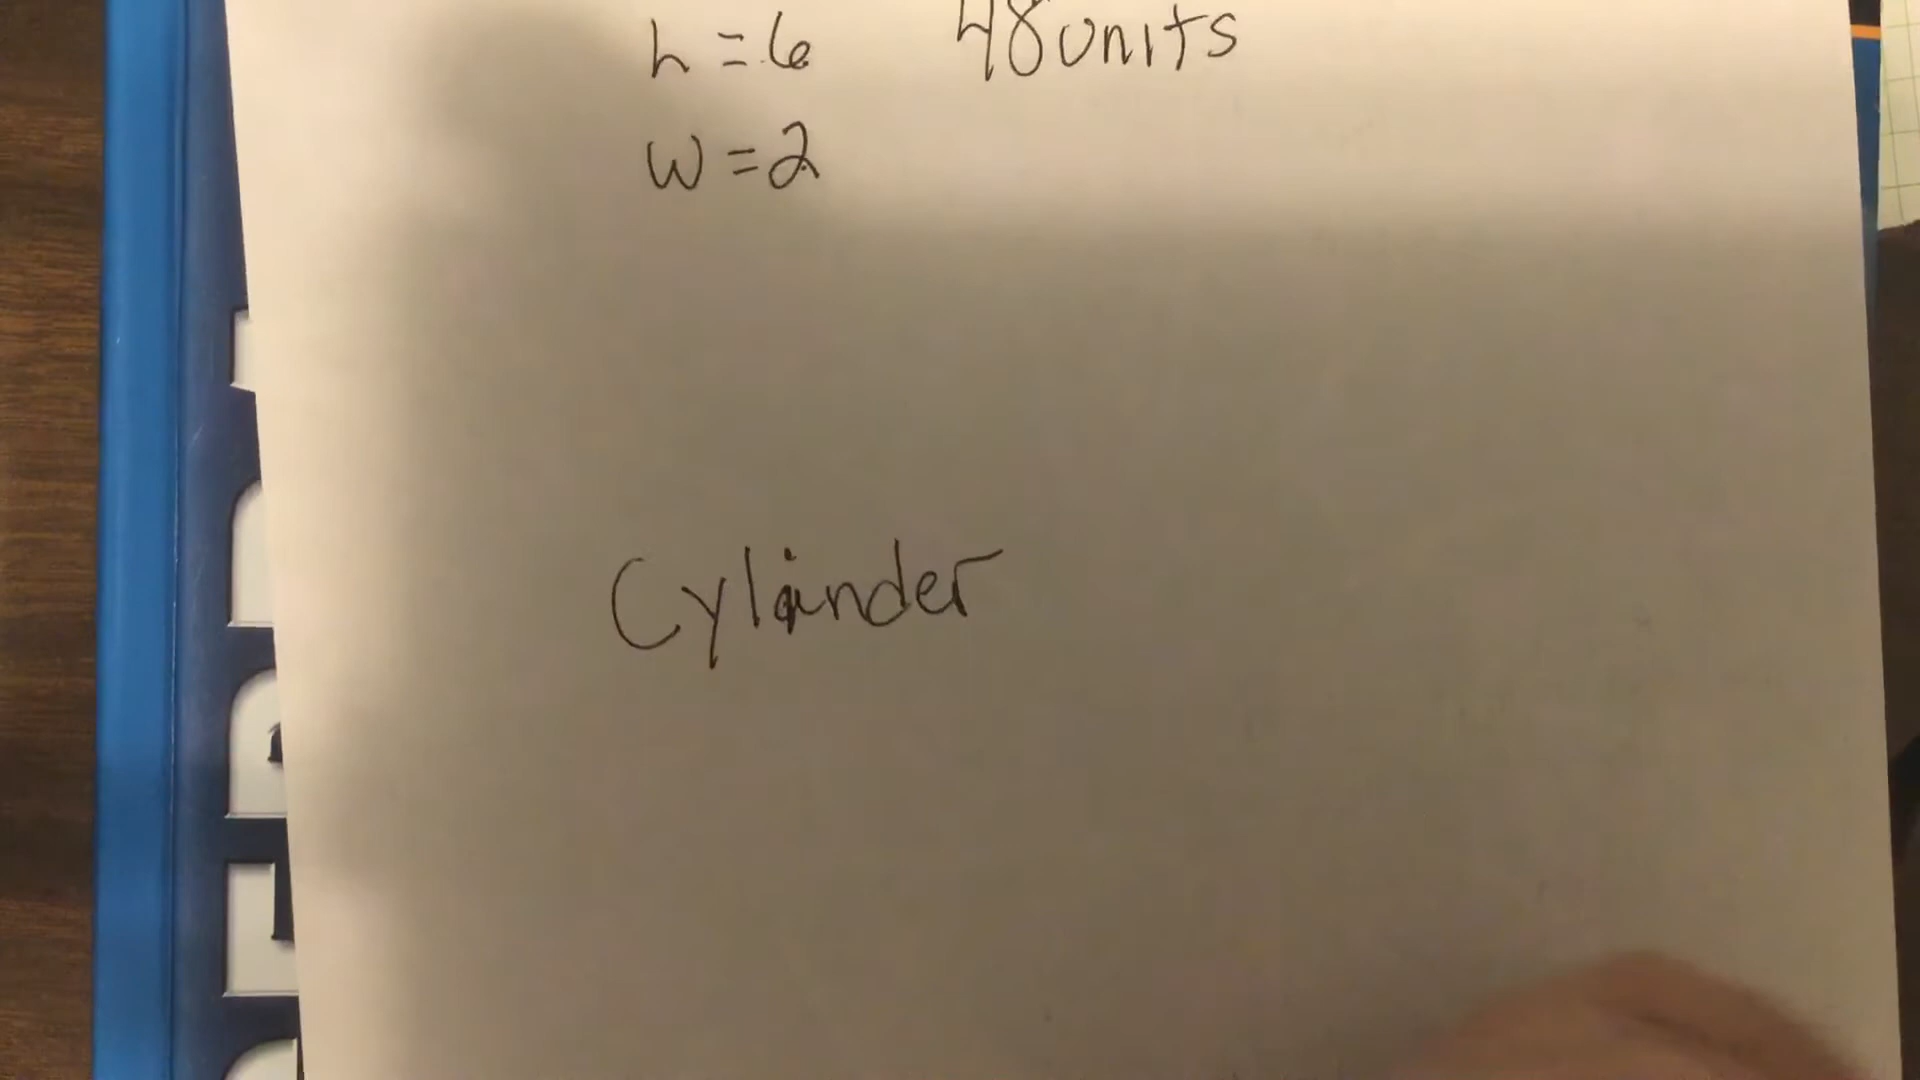 h = 6 48 units
w = 2
Cylinder